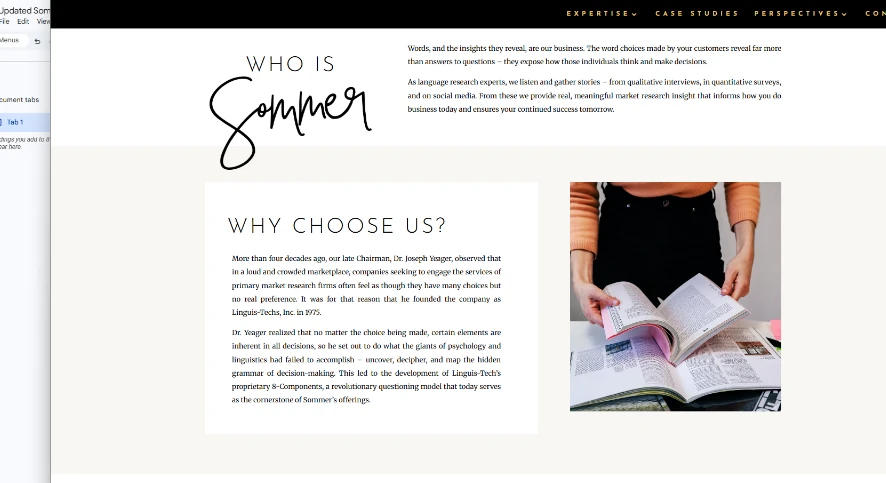 Updated Som
File Edit View
Menus
EXPERTISE CASE STUDIES PERSPECTIVES CON
cument tabs
Tab 1
dings you add to th
ear here.
WHO IS
Sommer
Words, and the insights they reveal, are our business. The word choices made by your customers reveal far more
than answers to questions – they expose how those individuals think and make decisions.
As language research experts, we listen and gather stories – from qualitative interviews, in quantitative surveys,
and on social media. From these we provide real, meaningful market research insight that informs how you do
business today and ensures your continued success tomorrow.
WHY CHOOSE US?
More than four decades ago, our late Chairman, Dr. Joseph Yeager, observed that
in a loud and crowded marketplace, companies seeking to engage the services of
primary market research firms often feel as though they have many choices but
no real preference. It was for that reason that he founded the company as
Linguis-Techs, Inc. in 1975.
Dr. Yeager realized that no matter the choice being made, certain elements are
inherent in all decisions, so he set out to do what the giants of psychology and
linguistics had failed to accomplish – uncover, decipher, and map the hidden
grammar of decision-making. This led to the development of Linguis-Tech's
proprietary 8-Components, a revolutionary questioning model that today serves
as the cornerstone of Sommer's offerings.